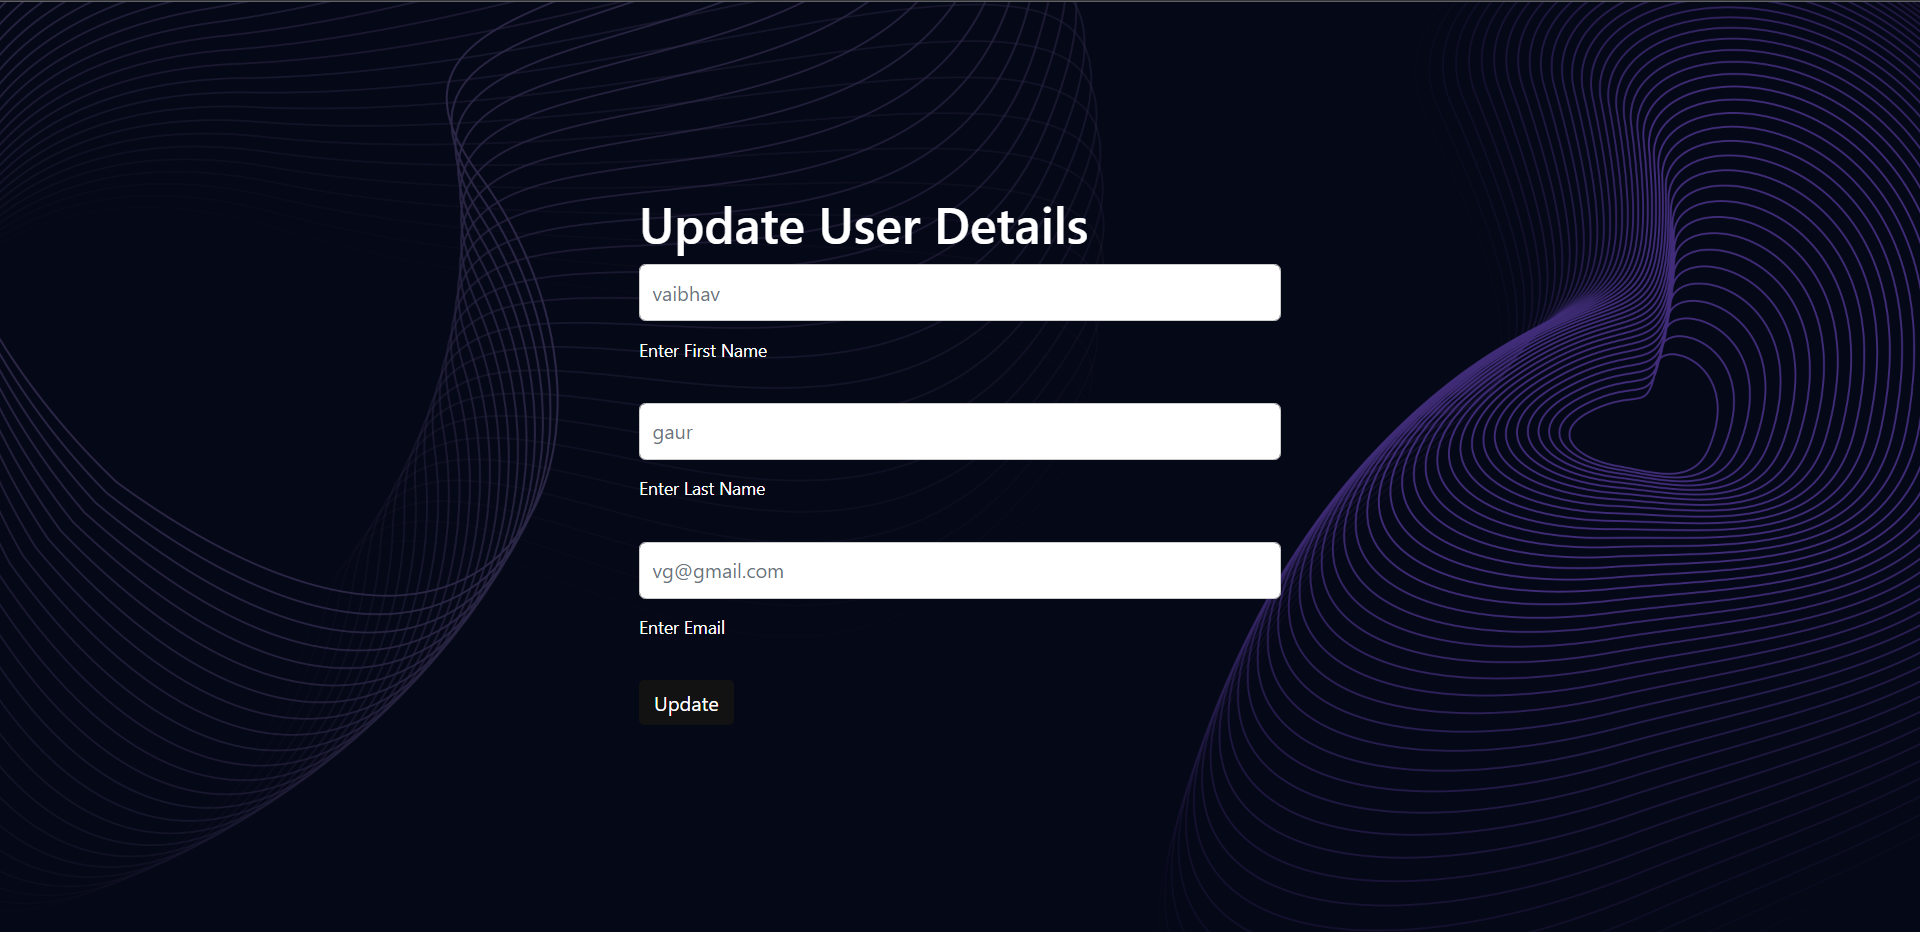 Update User Details
vaibhav
Enter First Name
gaur
Enter Last Name
vg@gmail.com
Enter Email
Update